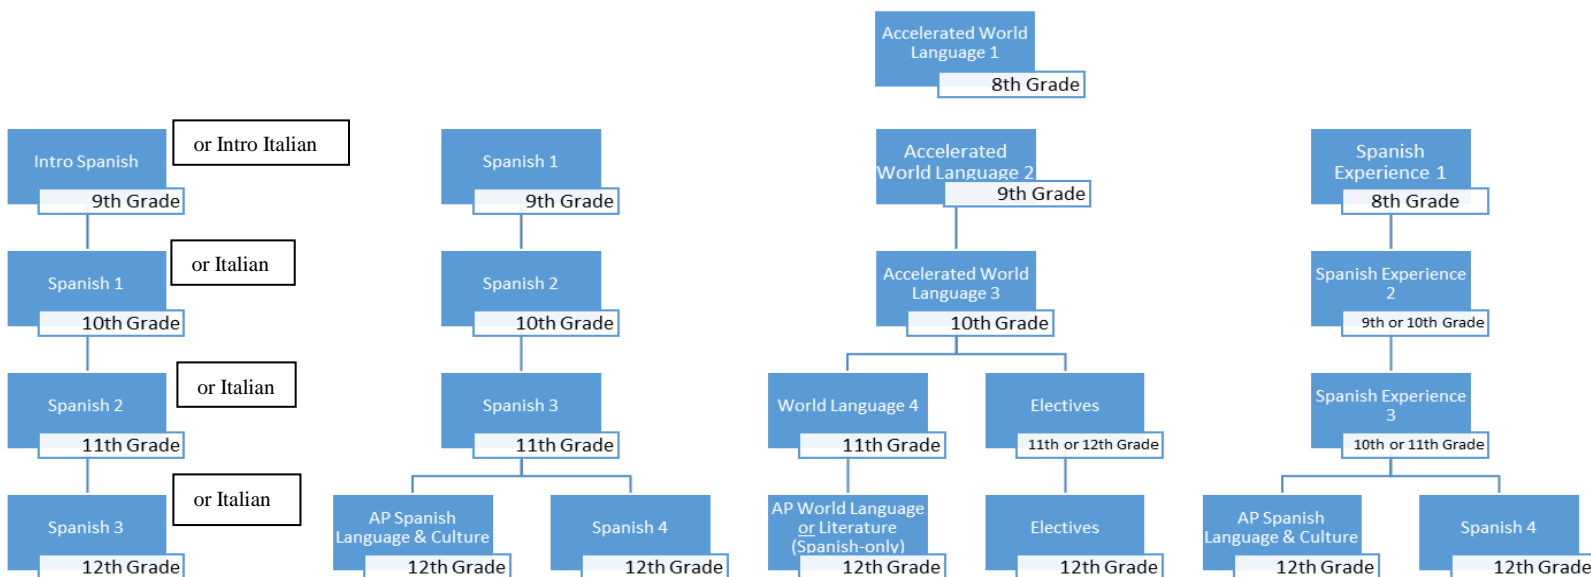 Accelerated World
Language 1
8th Grade
Intro Spanish
9th Grade
or Intro Italian
Spanish 1
10th Grade
or Italian
Spanish 2
11th Grade
or Italian
Spanish 3
12th Grade
or Italian
Spanish 1
9th Grade
Spanish 2
10th Grade
Spanish 3
11th Grade
AP Spanish
Language & Culture
12th Grade
Spanish 4
12th Grade
Accelerated
World Language 2
9th Grade
Accelerated World
Language 3
10th Grade
World Language 4
11th Grade
Electives
11th or 12th Grade
AP World Language
or Literature
(Spanish-only)
12th Grade
Electives
12th Grade
Spanish
Experience 1
8th Grade
Spanish Experience
2
9th or 10th Grade
Spanish Experience
3
10th or 11th Grade
AP Spanish
Language & Culture
12th Grade
Spanish 4
12th Grade